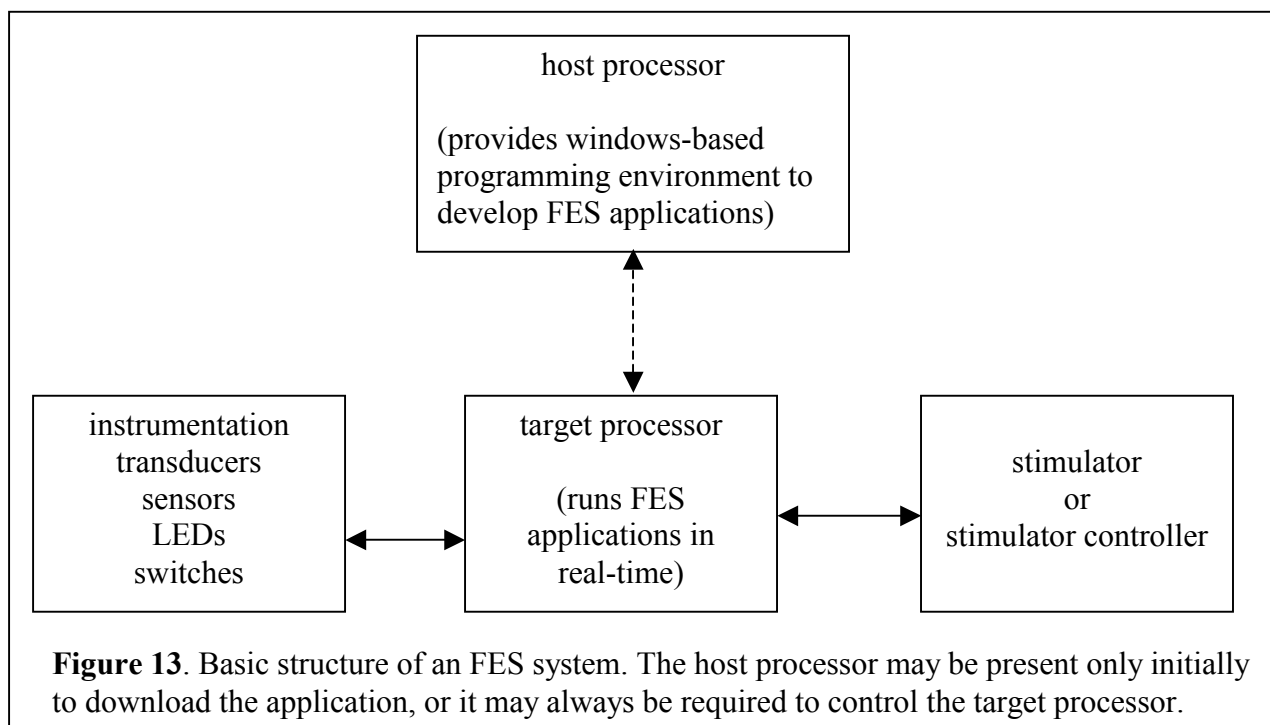 host processor
(provides windows-based
programming environment to
develop FES applications)
instrumentation
transducers
sensors
LEDs
switches
target processor
(runs FES
applications in
real-time)
stimulator
or
stimulator controller
Figure 13. Basic structure of an FES system. The host processor may be present only initially
to download the application, or it may always be required to control the target processor.